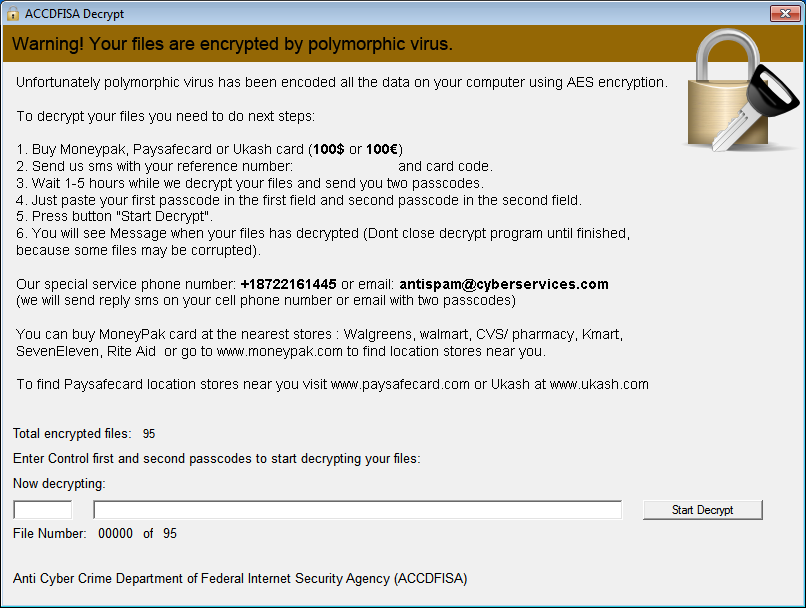 ACCDFISA Decrypt
Warning! Your files are encrypted by polymorphic virus.
Unfortunately polymorphic virus has been encoded all the data on your computer using AES encryption.
To decrypt your files you need to do next steps:
1. Buy Moneypak, Paysafecard or Ukash card (100$ or 100€)
2. Send us sms with your reference number: and card code.
3. Wait 1-5 hours while we decrypt your files and send you two passcodes.
4. Just paste your first passcode in the first field and second passcode in the second field.
5. Press button "Start Decrypt".
6. You will see Message when your files has decrypted (Dont close decrypt program until finished,
because some files may be corrupted).
Our special service phone number: +18722161445 or email: antispam@cyberservices.com
(we will send reply sms on your cell phone number or email with two passcodes)
You can buy MoneyPak card at the nearest stores : Walgreens, walmart, CVS/ pharmacy, Kmart,
SevenEleven, Rite Aid or go to www.moneypak.com to find location stores near you.
To find Paysafecard location stores near you visit www.paysafecard.com or Ukash at www.ukash.com
Total encrypted files: 95
Enter Control first and second passcodes to start decrypting your files:
Now decrypting:
Start Decrypt
File Number: 00000 of 95
Anti Cyber Crime Department of Federal Internet Security Agency (ACCDFISA)